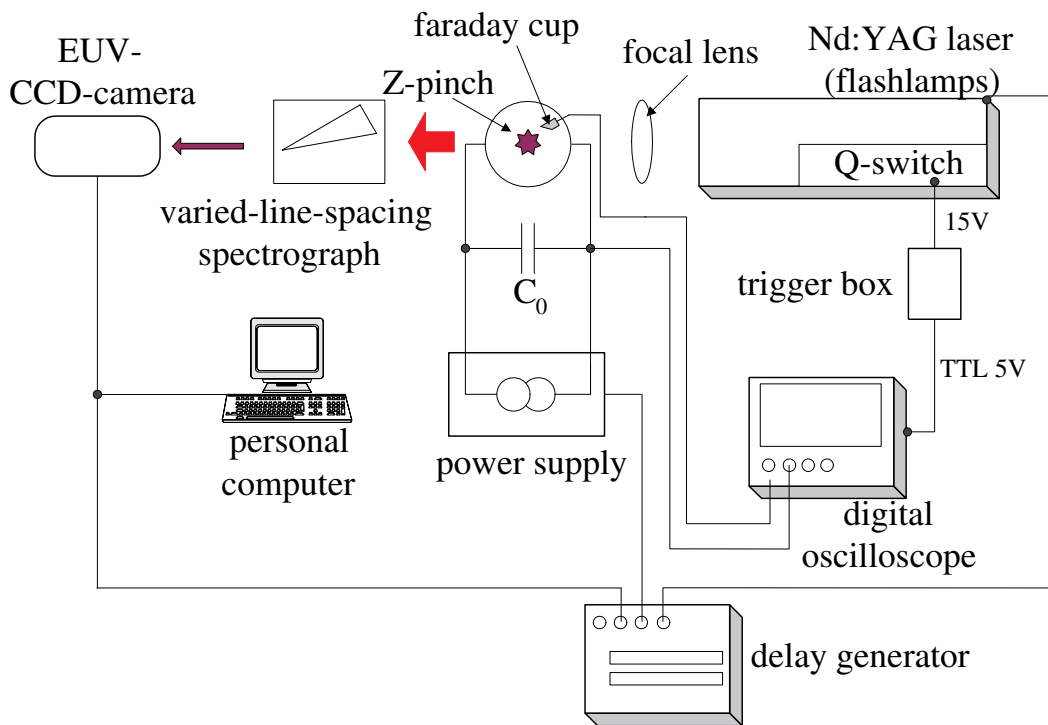 EUV-
CCD-camera
faraday cup
Z-pinch
focal lens
Nd:YAG laser
(flashlamps)
Q-switch
15V
varied-line-spacing
spectrograph
C0
trigger box
TTL 5V
personal
computer
power supply
digital
oscilloscope
delay generator